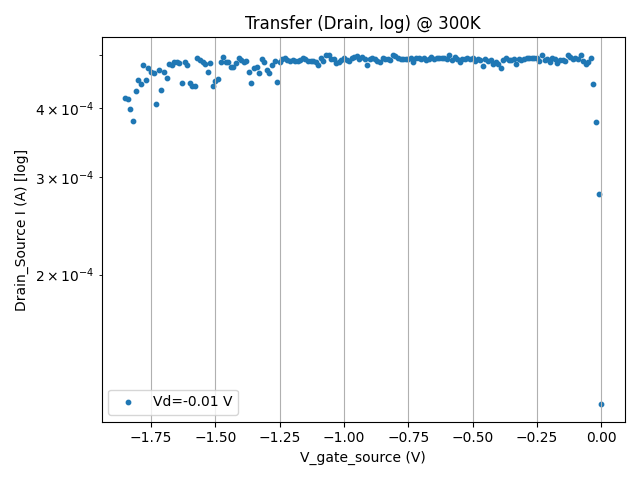 Transfer (Drain, log) @ 300K
Drain_Source I (A) [log]
4 × 10⁻⁴
3 × 10⁻⁴
2 × 10⁻⁴
Vd=-0.01 V
−1.75 −1.50 −1.25 −1.00 −0.75 −0.50 −0.25 0.00
V_gate_source (V)